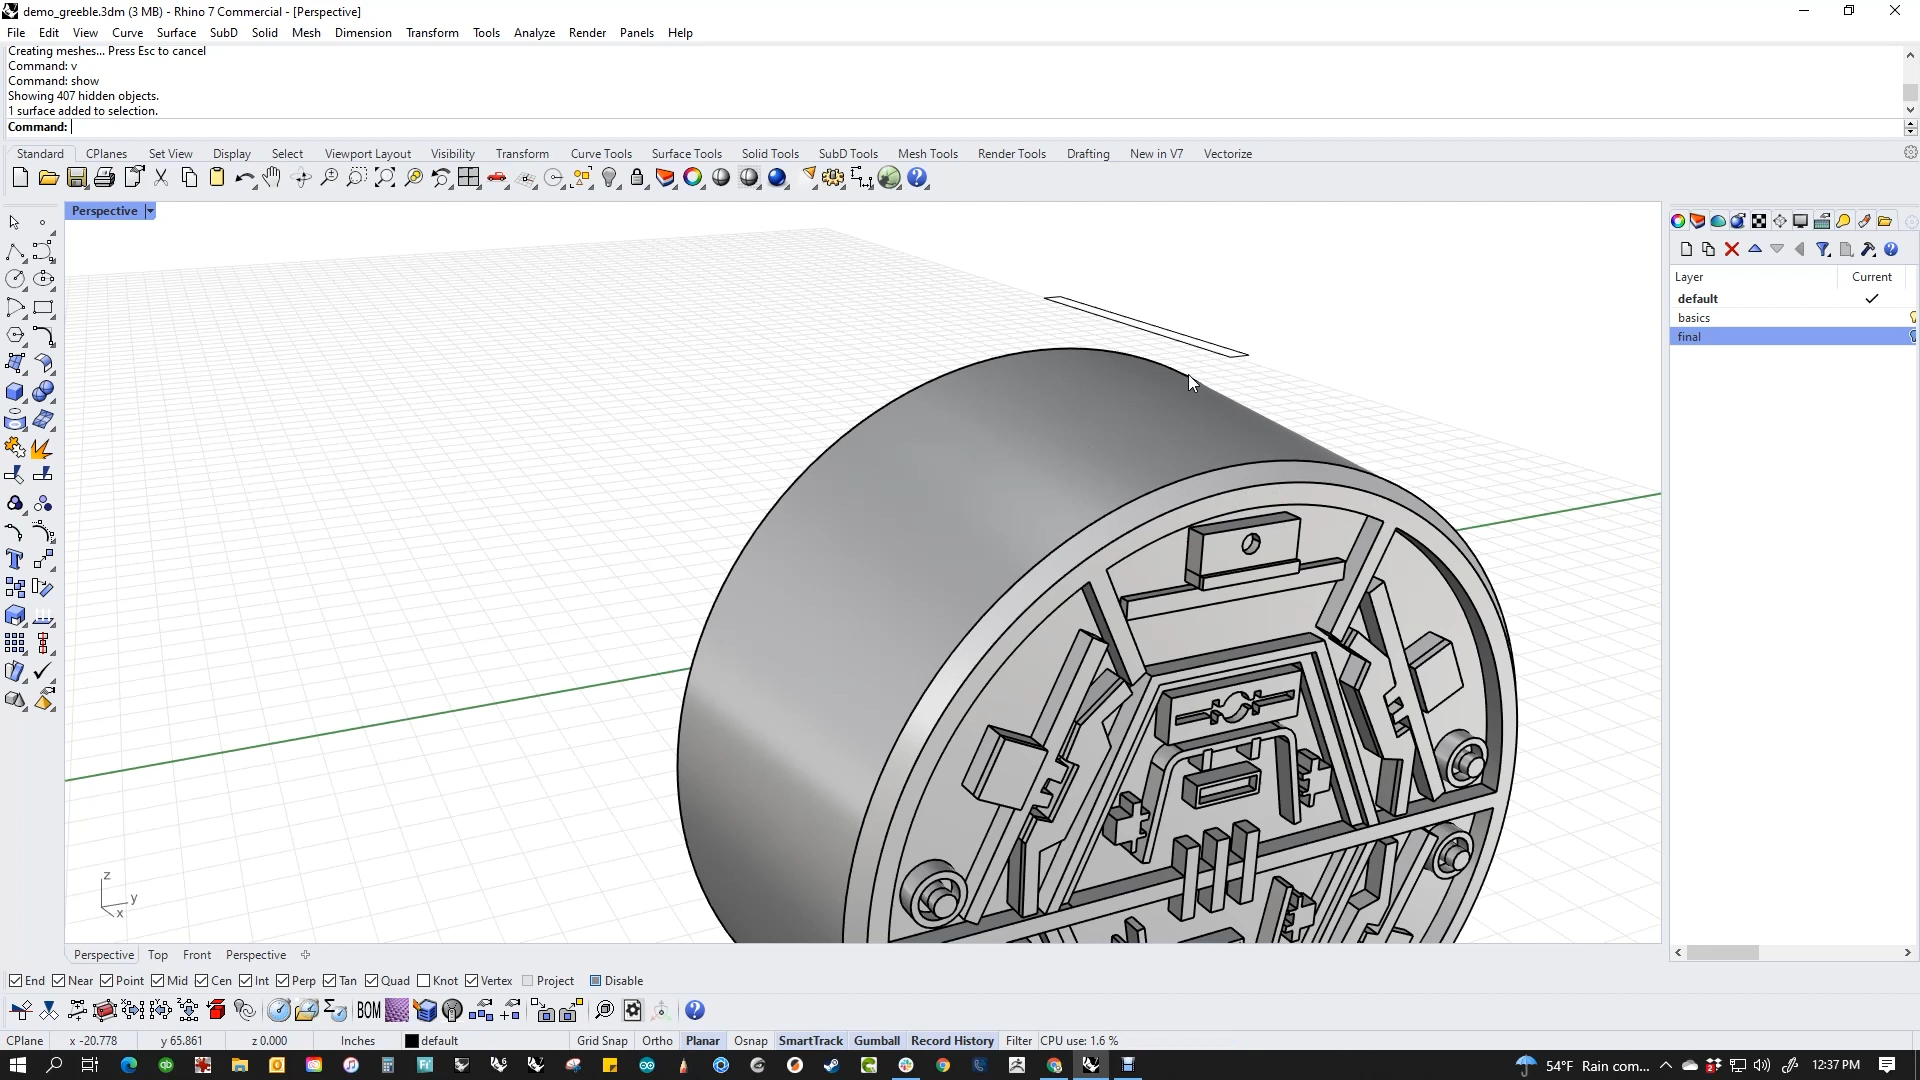 demo_greeble.3dm (3 MB) - Rhino 7 Commercial - [Perspective]
File Edit View Curve Surface SubD Solid Mesh Dimension Transform Tools Analyze Render Panels Help
Creating meshes... Press Esc to cancel
Command: v
Command: show
Showing 407 hidden objects.
1 surface added to selection.
Command:
Standard CPlanes Set View Display Select Viewport Layout Visibility Transform Curve Tools Surface Tools Solid Tools SubD Tools Mesh Tools Render Tools Drafting New in V7 Vectorize
Perspective
Layer Current
default
basics
final
z
y
x
Perspective Top Front Perspective
End Near Point Mid Cen Int Perp Tan Quad Knot Vertex Project Disable
BOM
CPlane x -20.778 y 65.861 z 0.000 Inches default Grid Snap Ortho Planar Osnap SmartTrack Gumball Record History Filter CPU use: 1.6 %
54°F Rain com... 12:37 PM